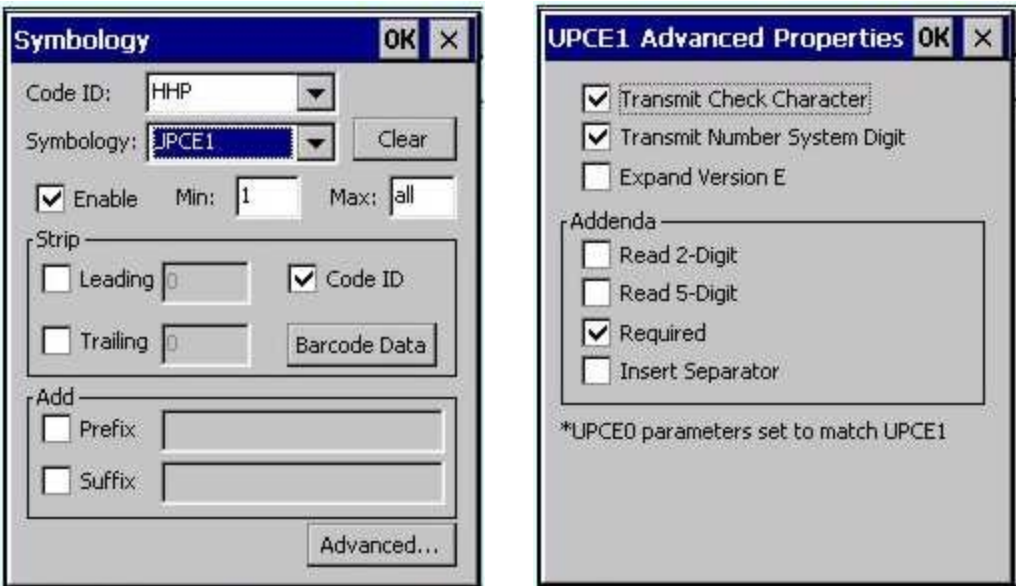 Symbology OK ×
Code ID: HHP
Symbology: UPCE1 Clear
Enable Min: 1 Max: all
Strip
Leading 0 Code ID
Trailing 0 Barcode Data
Add
Prefix
Suffix
Advanced...
UPCE1 Advanced Properties OK ×
Transmit Check Character
Transmit Number System Digit
Expand Version E
Addenda
Read 2-Digit
Read 5-Digit
Required
Insert Separator
*UPCE0 parameters set to match UPCE1